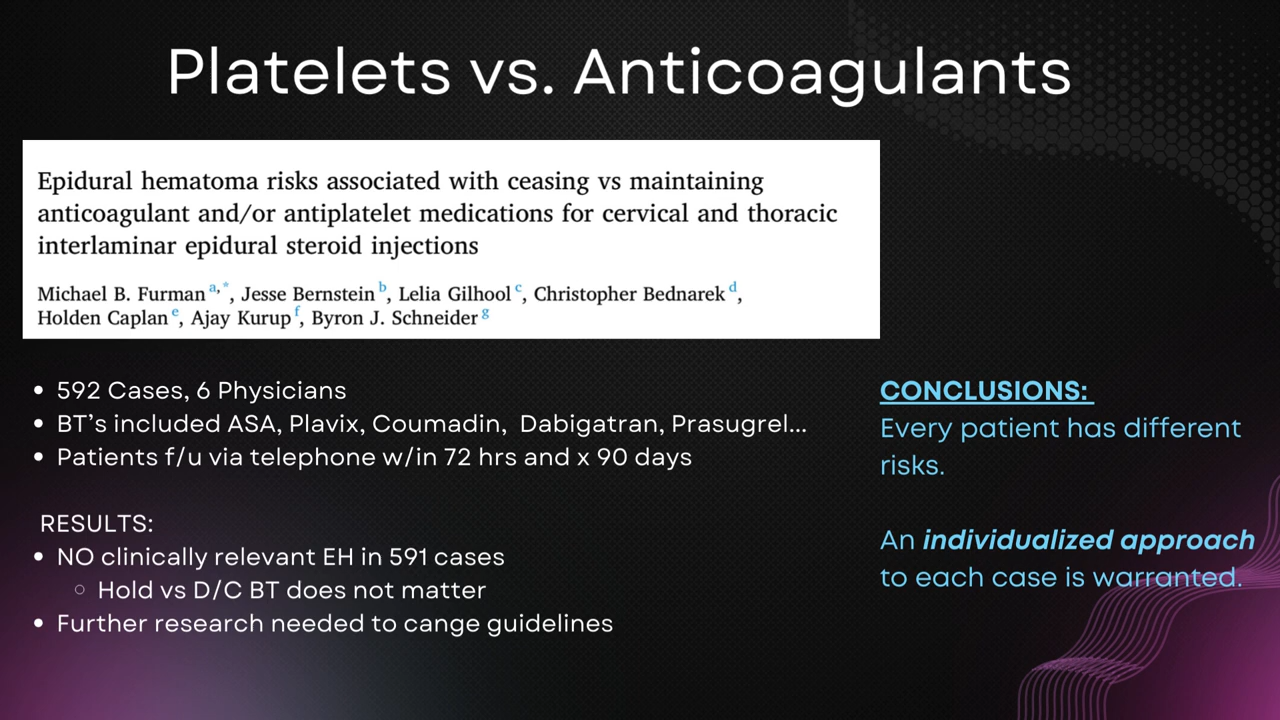 Platelets vs. Anticoagulants
Epidural hematoma risks associated with ceasing vs maintaining
anticoagulant and/or antiplatelet medications for cervical and thoracic
interlaminar epidural steroid injections
Michael B. Furman a,*, Jesse Bernstein b, Lelia Gilhool c, Christopher Bednarek d,
Holden Caplan e, Ajay Kurup f, Byron J. Schneider g
• 592 Cases, 6 Physicians
• BT’s included ASA, Plavix, Coumadin, Dabigatran, Prasugrel...
• Patients f/u via telephone w/in 72 hrs and x 90 days
RESULTS:
• NO clinically relevant EH in 591 cases
○ Hold vs D/C BT does not matter
• Further research needed to cange guidelines
CONCLUSIONS:
Every patient has different
risks.
An individualized approach
to each case is warranted.